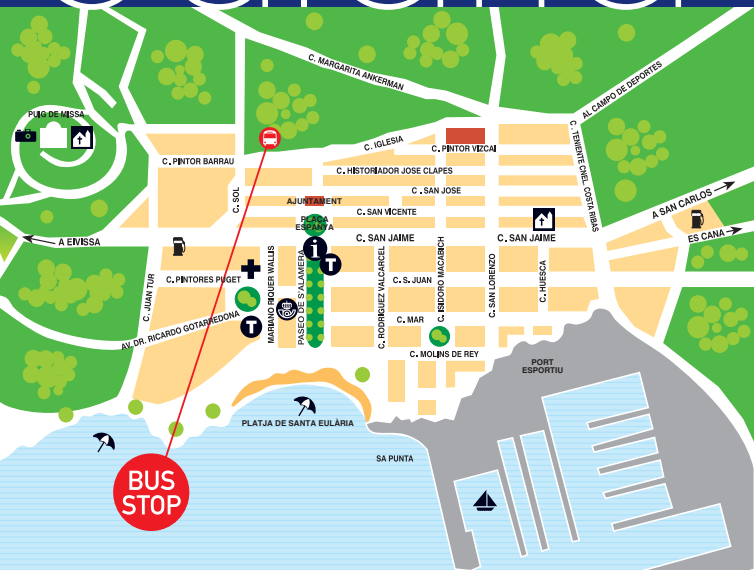 C. MARGARITA ANKERMAN
AL CAMPO DE DEPORTES
PUIG DE MISSA
C. IGLESIA
C. PINTOR VIZCAI
C. TENIENTE CNEL. COSTA RIBAS
C. PINTOR BARRAU
C. HISTORIADOR JOSE CLAPES
C. SAN JOSE
C. SOL
AJUNTAMENT
C. SAN VICENTE
PLAÇA
ESPANYA
A SAN CARLOS
ES CANA
A EIVISSA
C. SAN JAIME
C. SAN JAIME
i
T
C. PINTORES PUGET
C. JUAN TUR
MARIANO RIQUER WALLIS
PASEO DE S'ALAMERA
C. RODRIGUEZ VALCARCEL
C. S. JUAN
C. ISIDORO MACABICH
C. SAN LORENZO
C. HUESCA
AV. DR. RICARDO GOTARREDONA
T
C. MAR
C. MOLINS DE REY
PORT
ESPORTIU
PLATJA DE SANTA EULÀRIA
SA PUNTA
BUS
STOP